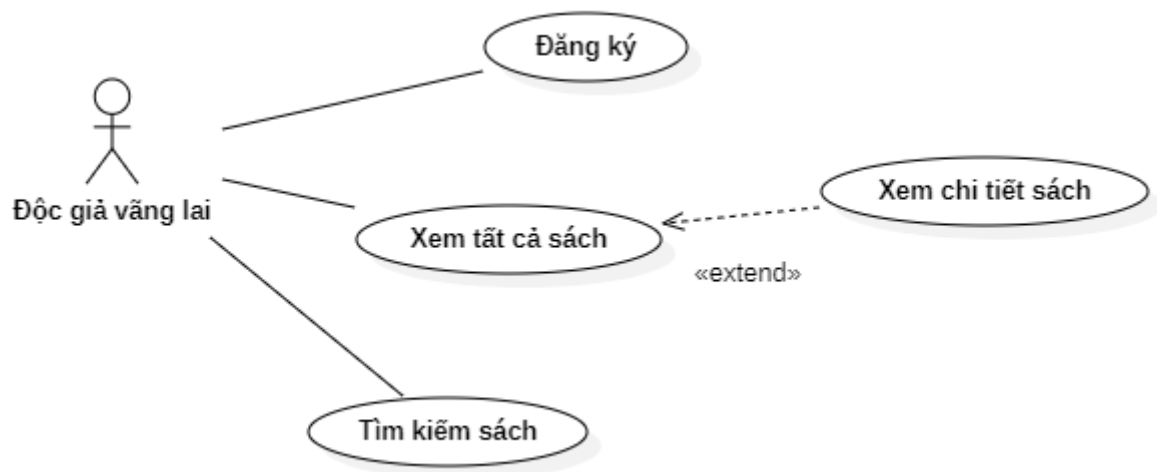 Đăng ký
Độc giả vãng lai
Xem chi tiết sách
Xem tất cả sách
«extend»
Tìm kiếm sách